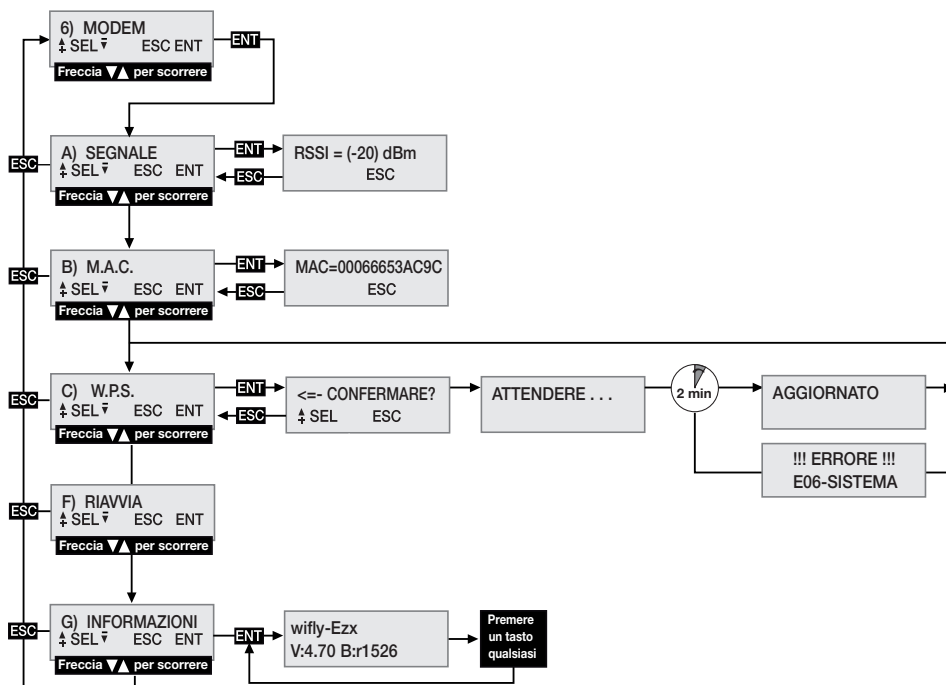 6) MODEM
SEL ESC ENT
Freccia per scorrere
ENT
ESC
A) SEGNALE
SEL ESC ENT
Freccia per scorrere
ENT
ESC
RSSI = (-20) dBm
ESC
ESC
B) M.A.C.
SEL ESC ENT
Freccia per scorrere
ENT
ESC
MAC=00066653AC9C
ESC
ESC
C) W.P.S.
SEL ESC ENT
Freccia per scorrere
ENT
ESC
<=- CONFERMARE?
SEL ESC
ATTENDERE . . .
2 min
AGGIORNATO
!!! ERRORE !!!
E06-SISTEMA
ESC
F) RIAVVIA
SEL ESC ENT
Freccia per scorrere
ESC
G) INFORMAZIONI
SEL ESC ENT
Freccia per scorrere
ENT
wifly-Ezx
V:4.70 B:r1526
Premere
un tasto
qualsiasi